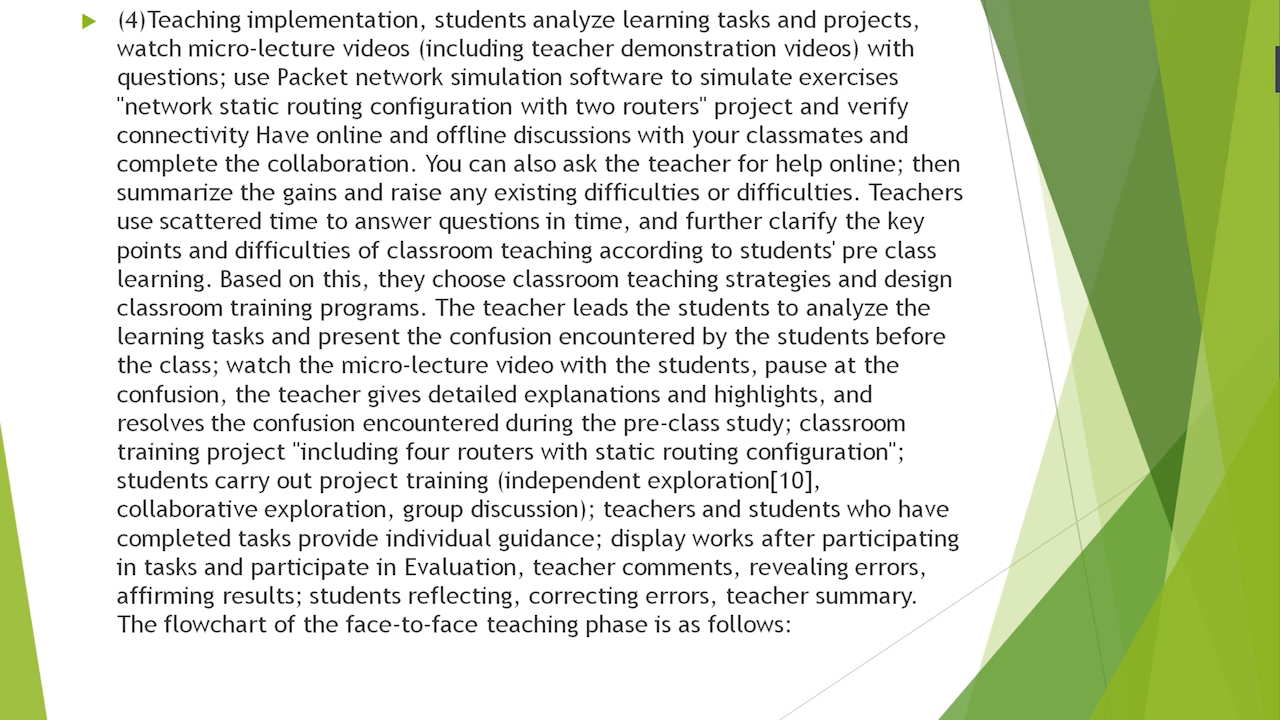 (4)Teaching implementation, students analyze learning tasks and projects,
watch micro-lecture videos (including teacher demonstration videos) with
questions; use Packet network simulation software to simulate exercises
"network static routing configuration with two routers" project and verify
connectivity Have online and offline discussions with your classmates and
complete the collaboration. You can also ask the teacher for help online; then
summarize the gains and raise any existing difficulties or difficulties. Teachers
use scattered time to answer questions in time, and further clarify the key
points and difficulties of classroom teaching according to students' pre class
learning. Based on this, they choose classroom teaching strategies and design
classroom training programs. The teacher leads the students to analyze the
learning tasks and present the confusion encountered by the students before
the class; watch the micro-lecture video with the students, pause at the
confusion, the teacher gives detailed explanations and highlights, and
resolves the confusion encountered during the pre-class study; classroom
training project "including four routers with static routing configuration";
students carry out project training (independent exploration[10],
collaborative exploration, group discussion); teachers and students who have
completed tasks provide individual guidance; display works after participating
in tasks and participate in Evaluation, teacher comments, revealing errors,
affirming results; students reflecting, correcting errors, teacher summary.
The flowchart of the face-to-face teaching phase is as follows: